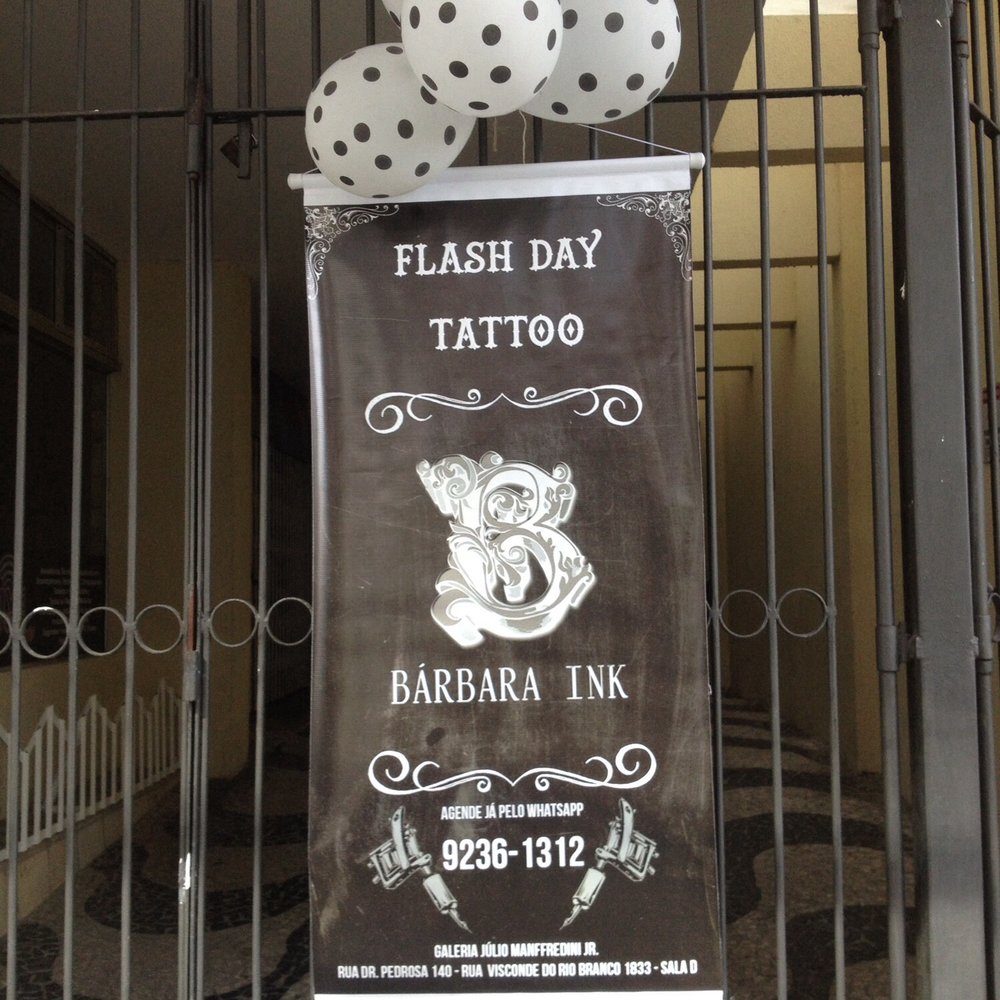 FLASH DAY
TATTOO
B
BÁRBARA INK
AGENDE JÁ PELO WHATSAPP
9236-1312
GALERIA JÚLIO MANFFREDINI JR.
RUA DR. PEDROSA 140 - RUA VISCONDE DO RIO BRANCO 1833 - SALA D